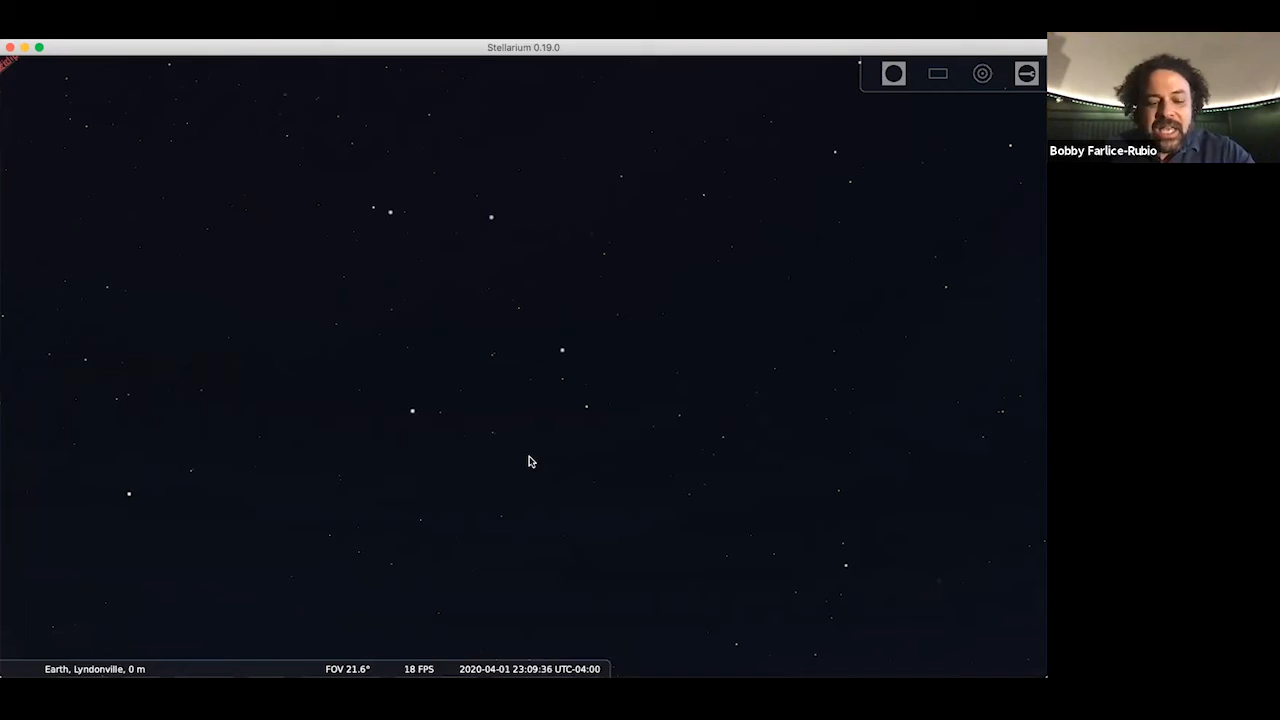 Stellarium 0.19.0
Bobby Farlice-Rubio
Earth, Lyndonville, 0 m
FOV 21.6°
18 FPS
2020-04-01 23:09:36 UTC-04:00